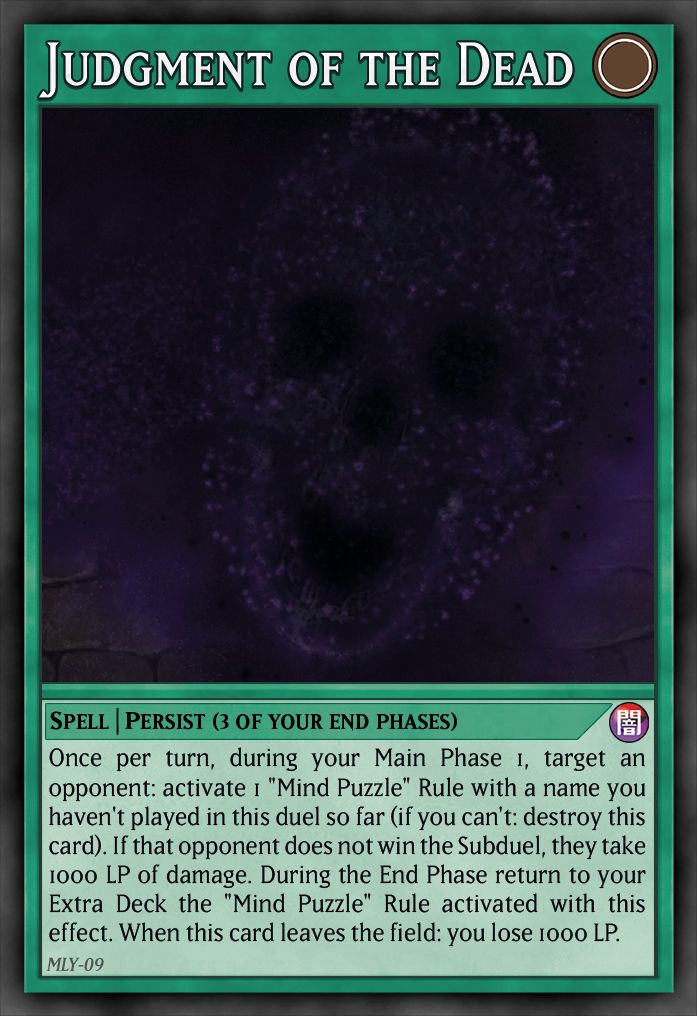 Judgment of the Dead
Spell | Persist (3 of your end phases)
闇
Once per turn, during your Main Phase 1, target an
opponent: activate 1 "Mind Puzzle" Rule with a name you
haven't played in this duel so far (if you can't: destroy this
card). If that opponent does not win the Subduel, they take
1000 LP of damage. During the End Phase return to your
Extra Deck the "Mind Puzzle" Rule activated with this
effect. When this card leaves the field: you lose 1000 LP.
MLY-09